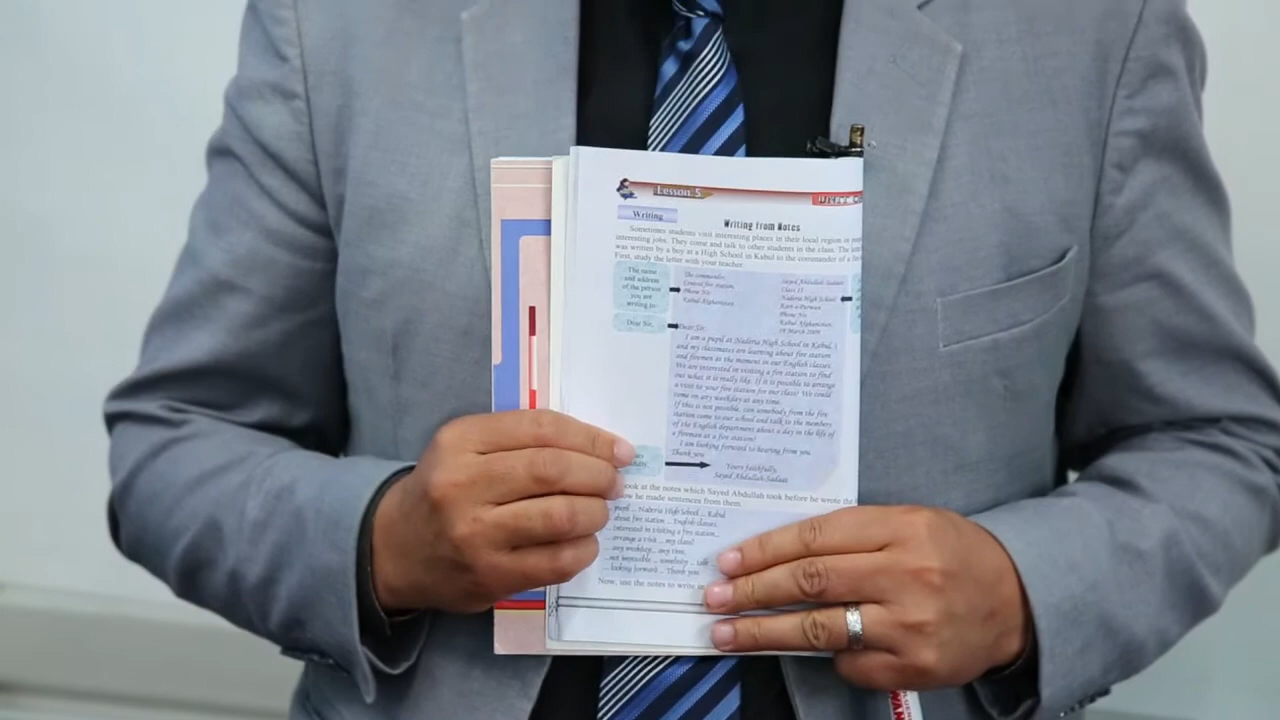 Lesson 5
Writing
Writing from Notes
Sometimes students visit interesting places in their local region or
interesting jobs. They come and talk to other students in the class. The
was written by a boy at a High School in Kabul to the commander of a
First, study the letter with your teacher
The name
and address
of the person
you are
writing to
The commander,
Central fire station,
Phone No
Kabul Afghanistan
Sayed Abdullah Sadaat
Class 11
Naderia High School
Kart-e-Parwan
Phone No
Kabul Afghanistan,
19 March 2009
Dear Sir,
Dear Sir:
I am a pupil at Naderia High School in Kabul, I
and my classmates are learning about fire station
and firemen at the moment in our English classes.
We are interested in visiting a fire station to find
out what it is really like. If it is possible to arrange
a visit to your fire station for our class? We could
come on any weekday at any time.
If this is not possible, can somebody from the fire
station come to our school and talk to the members
of the English department about a day in the life of
a fireman at a fire station?
I am looking forward to hearing from you
Thank you
Yours faithfully,
Sayed Abdullah Sadaat
look at the notes which Sayed Abdullah took before he wrote the
how he made sentences from them
pupil .. Naderia High School .. Kabul
.. about fire station .. English classes
.. interested in visiting a fire station..
.. arrange a visit .. my class?
.. any weekday.. any time,
..not impossible .. somebody .. talk
.. looking forward .. Thank you
Now, use the notes to write